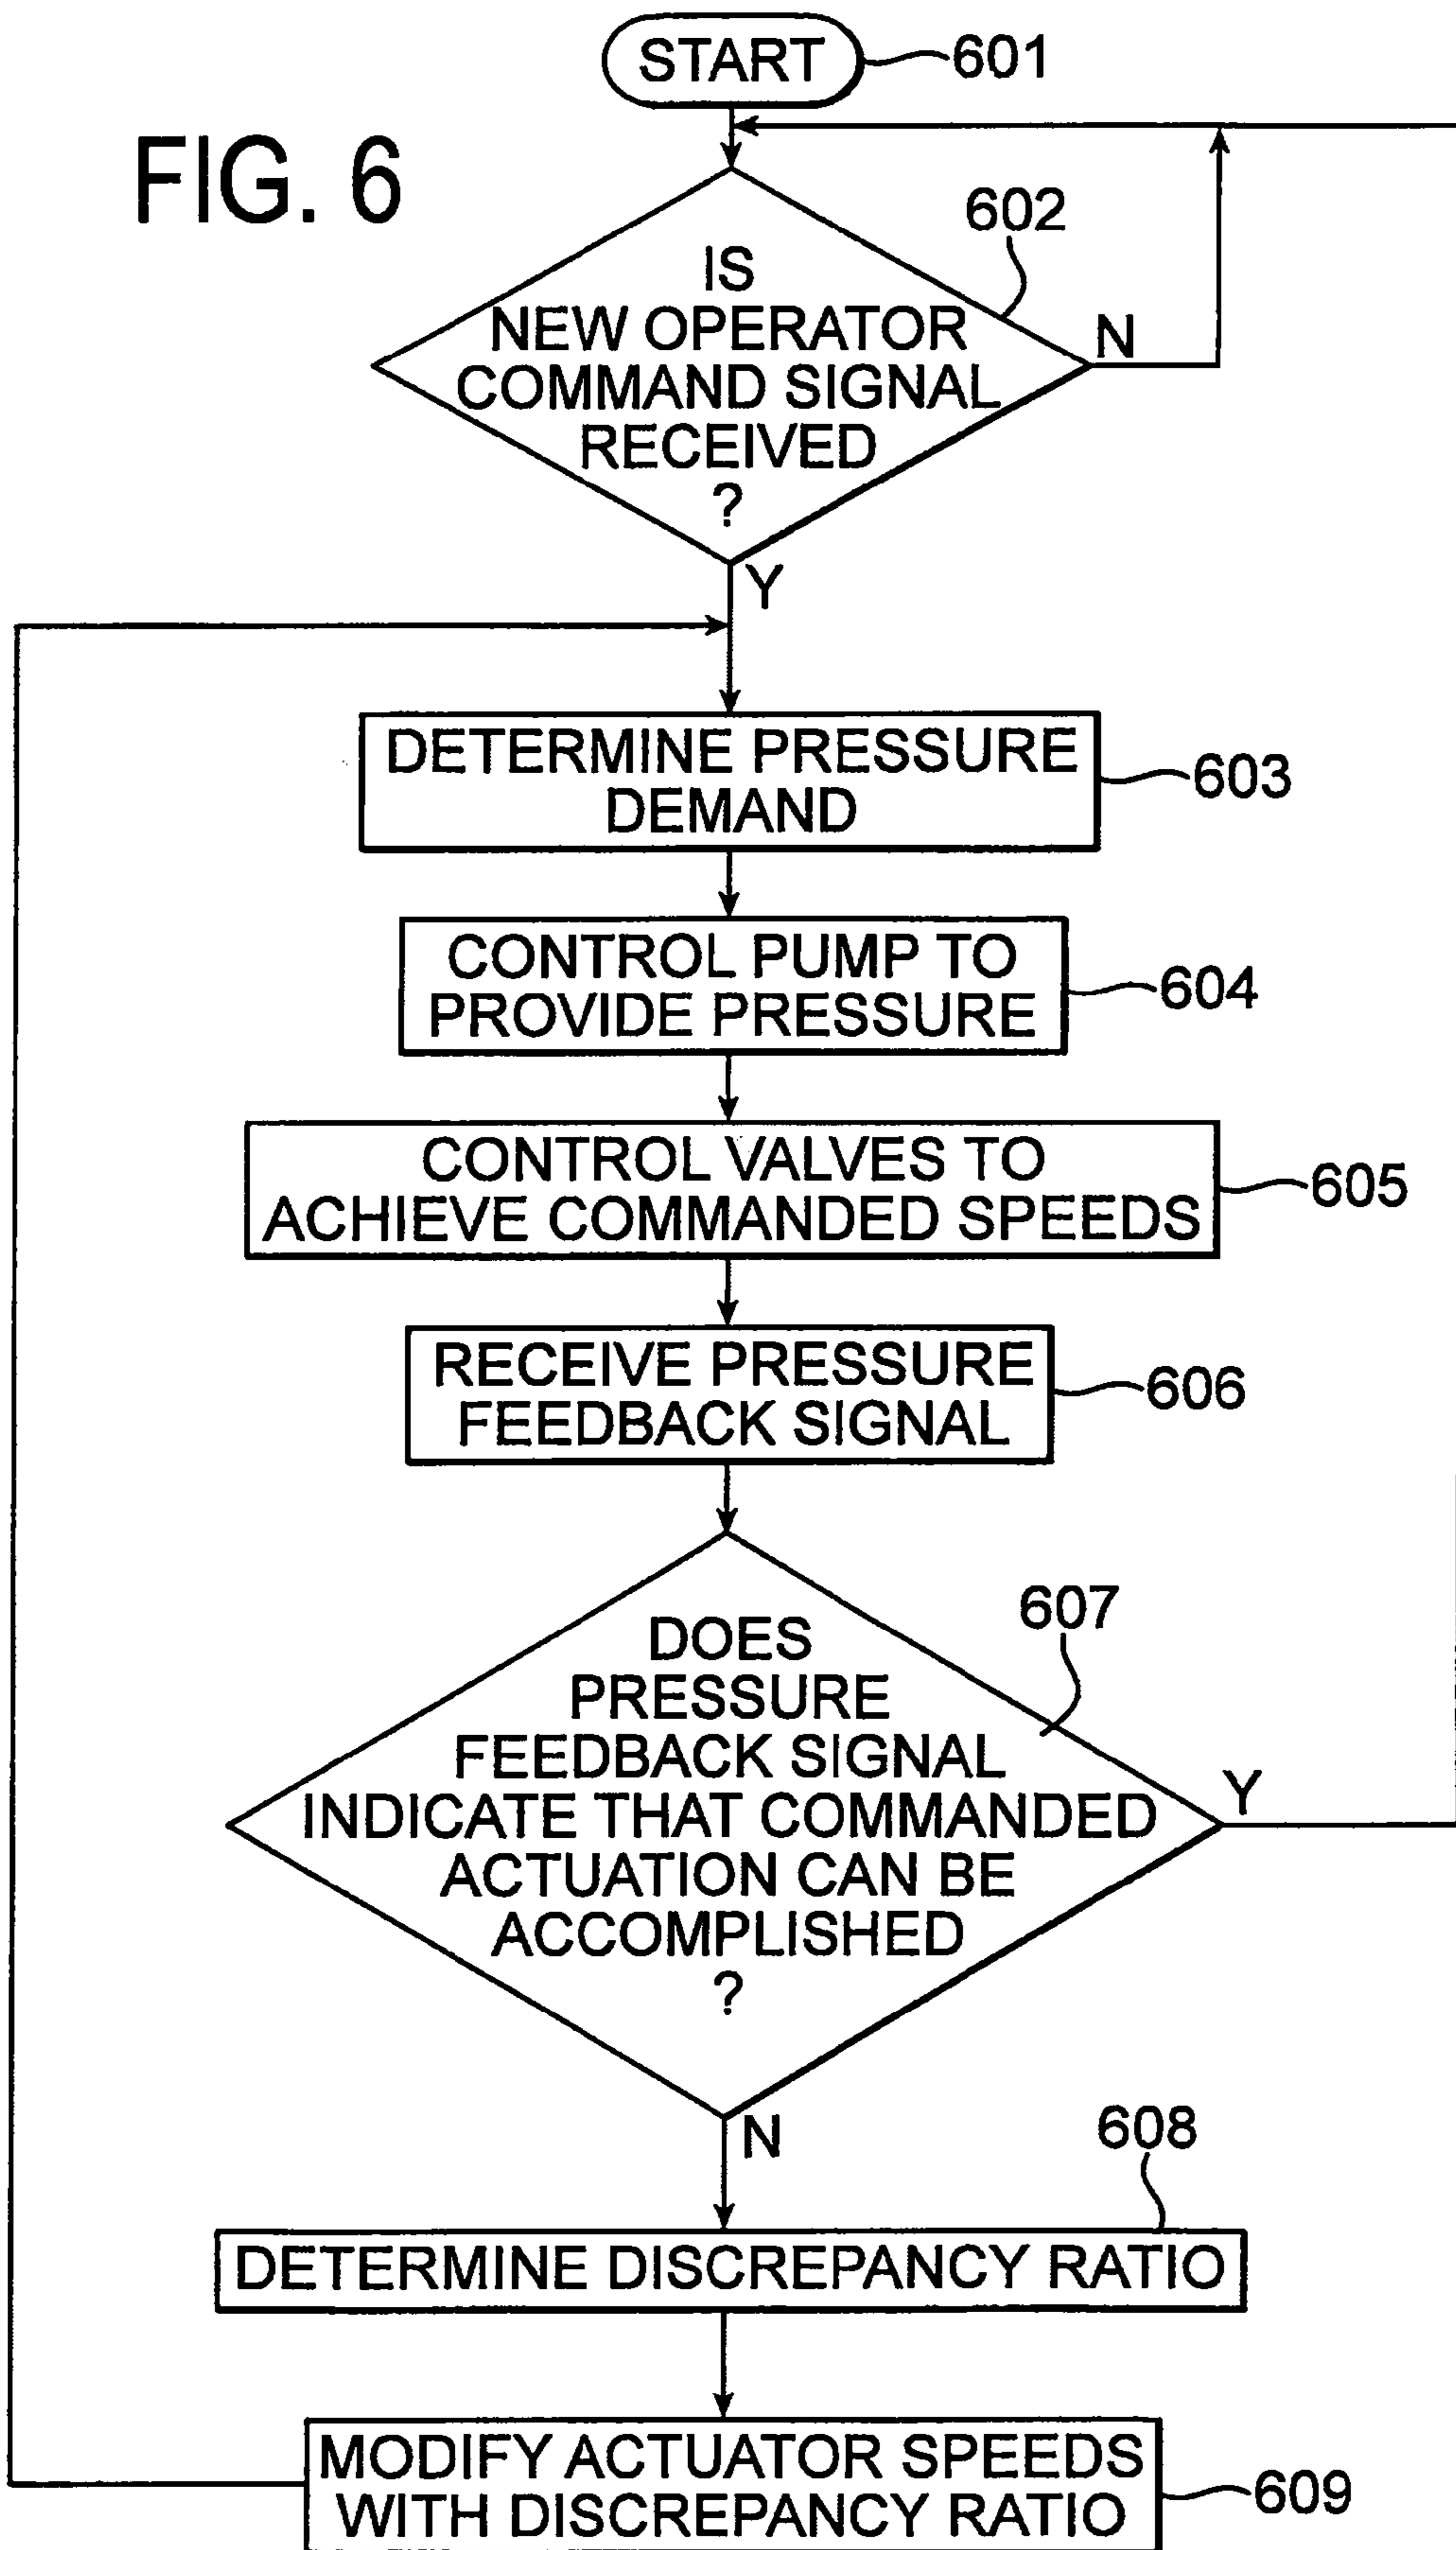 START
601
FIG. 6
602
IS
NEW OPERATOR
COMMAND SIGNAL
RECEIVED
?
N
Y
DETERMINE PRESSURE
DEMAND
603
CONTROL PUMP TO
PROVIDE PRESSURE
604
CONTROL VALVES TO
ACHIEVE COMMANDED SPEEDS
605
RECEIVE PRESSURE
FEEDBACK SIGNAL
606
607
DOES
PRESSURE
FEEDBACK SIGNAL
INDICATE THAT COMMANDED
ACTUATION CAN BE
ACCOMPLISHED
?
Y
N
608
DETERMINE DISCREPANCY RATIO
MODIFY ACTUATOR SPEEDS
WITH DISCREPANCY RATIO
609